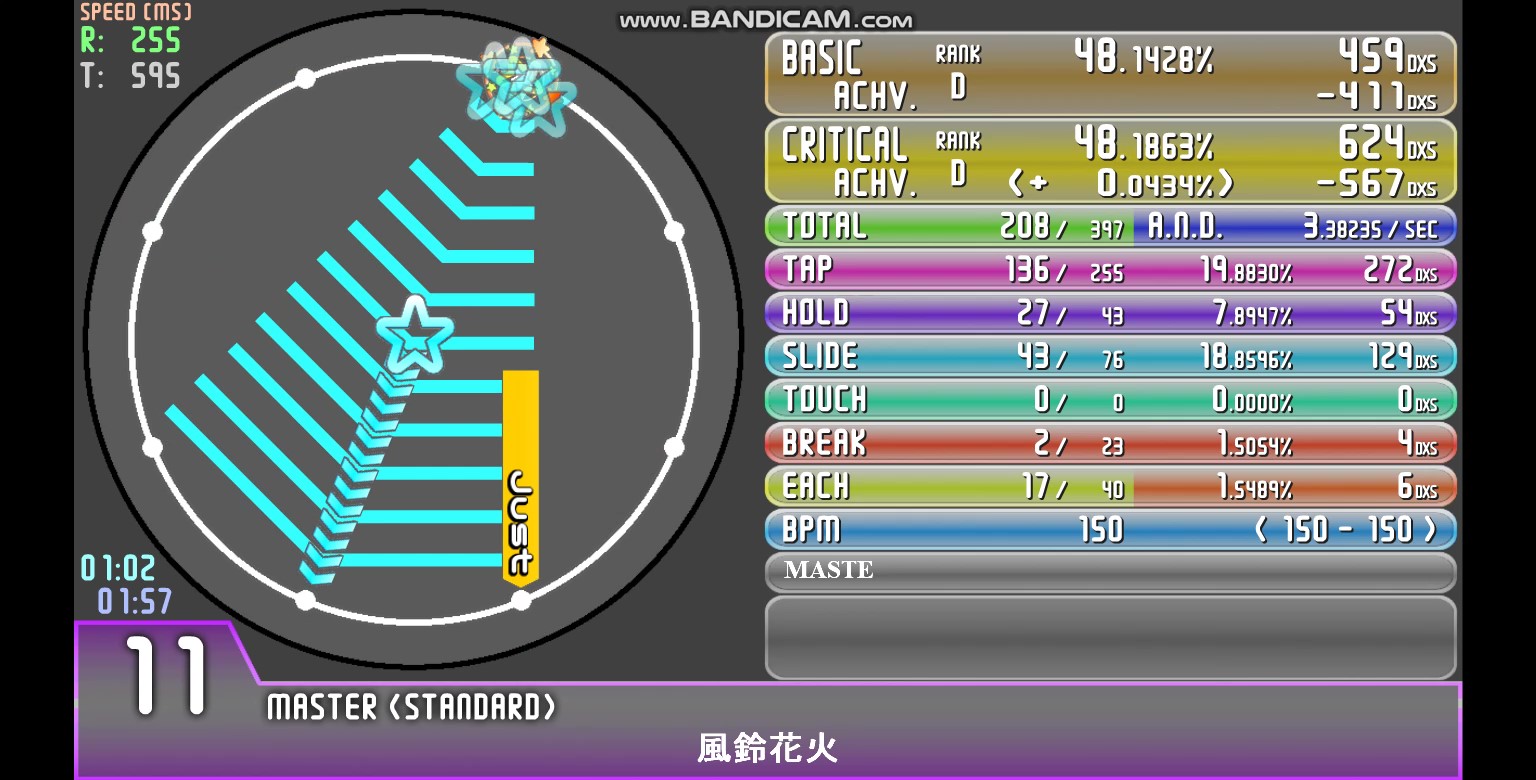 www.BANDICAM.com
SPEED (MS)
R: 255
T: 595
BASIC RANK 48.1428% 459DXS
ACHV. D -411DXS
CRITICAL RANK 48.1863% 624DXS
ACHV. D (+ 0.0434%) -567DXS
TOTAL 208/ 397 A.N.D. 3.38235/SEC
TAP 136/ 255 19.8830% 272DXS
HOLD 27/ 43 7.8947% 54DXS
SLIDE 43/ 76 18.8596% 129DXS
TOUCH 0/ 0 0.0000% 0DXS
BREAK 2/ 23 1.5054% 4DXS
EACH 17/ 40 1.5489% 6DXS
BPM 150 ( 150 - 150 )
MASTE
Just
01:02
01:57
11
MASTER (STANDARD)
風鈴花火